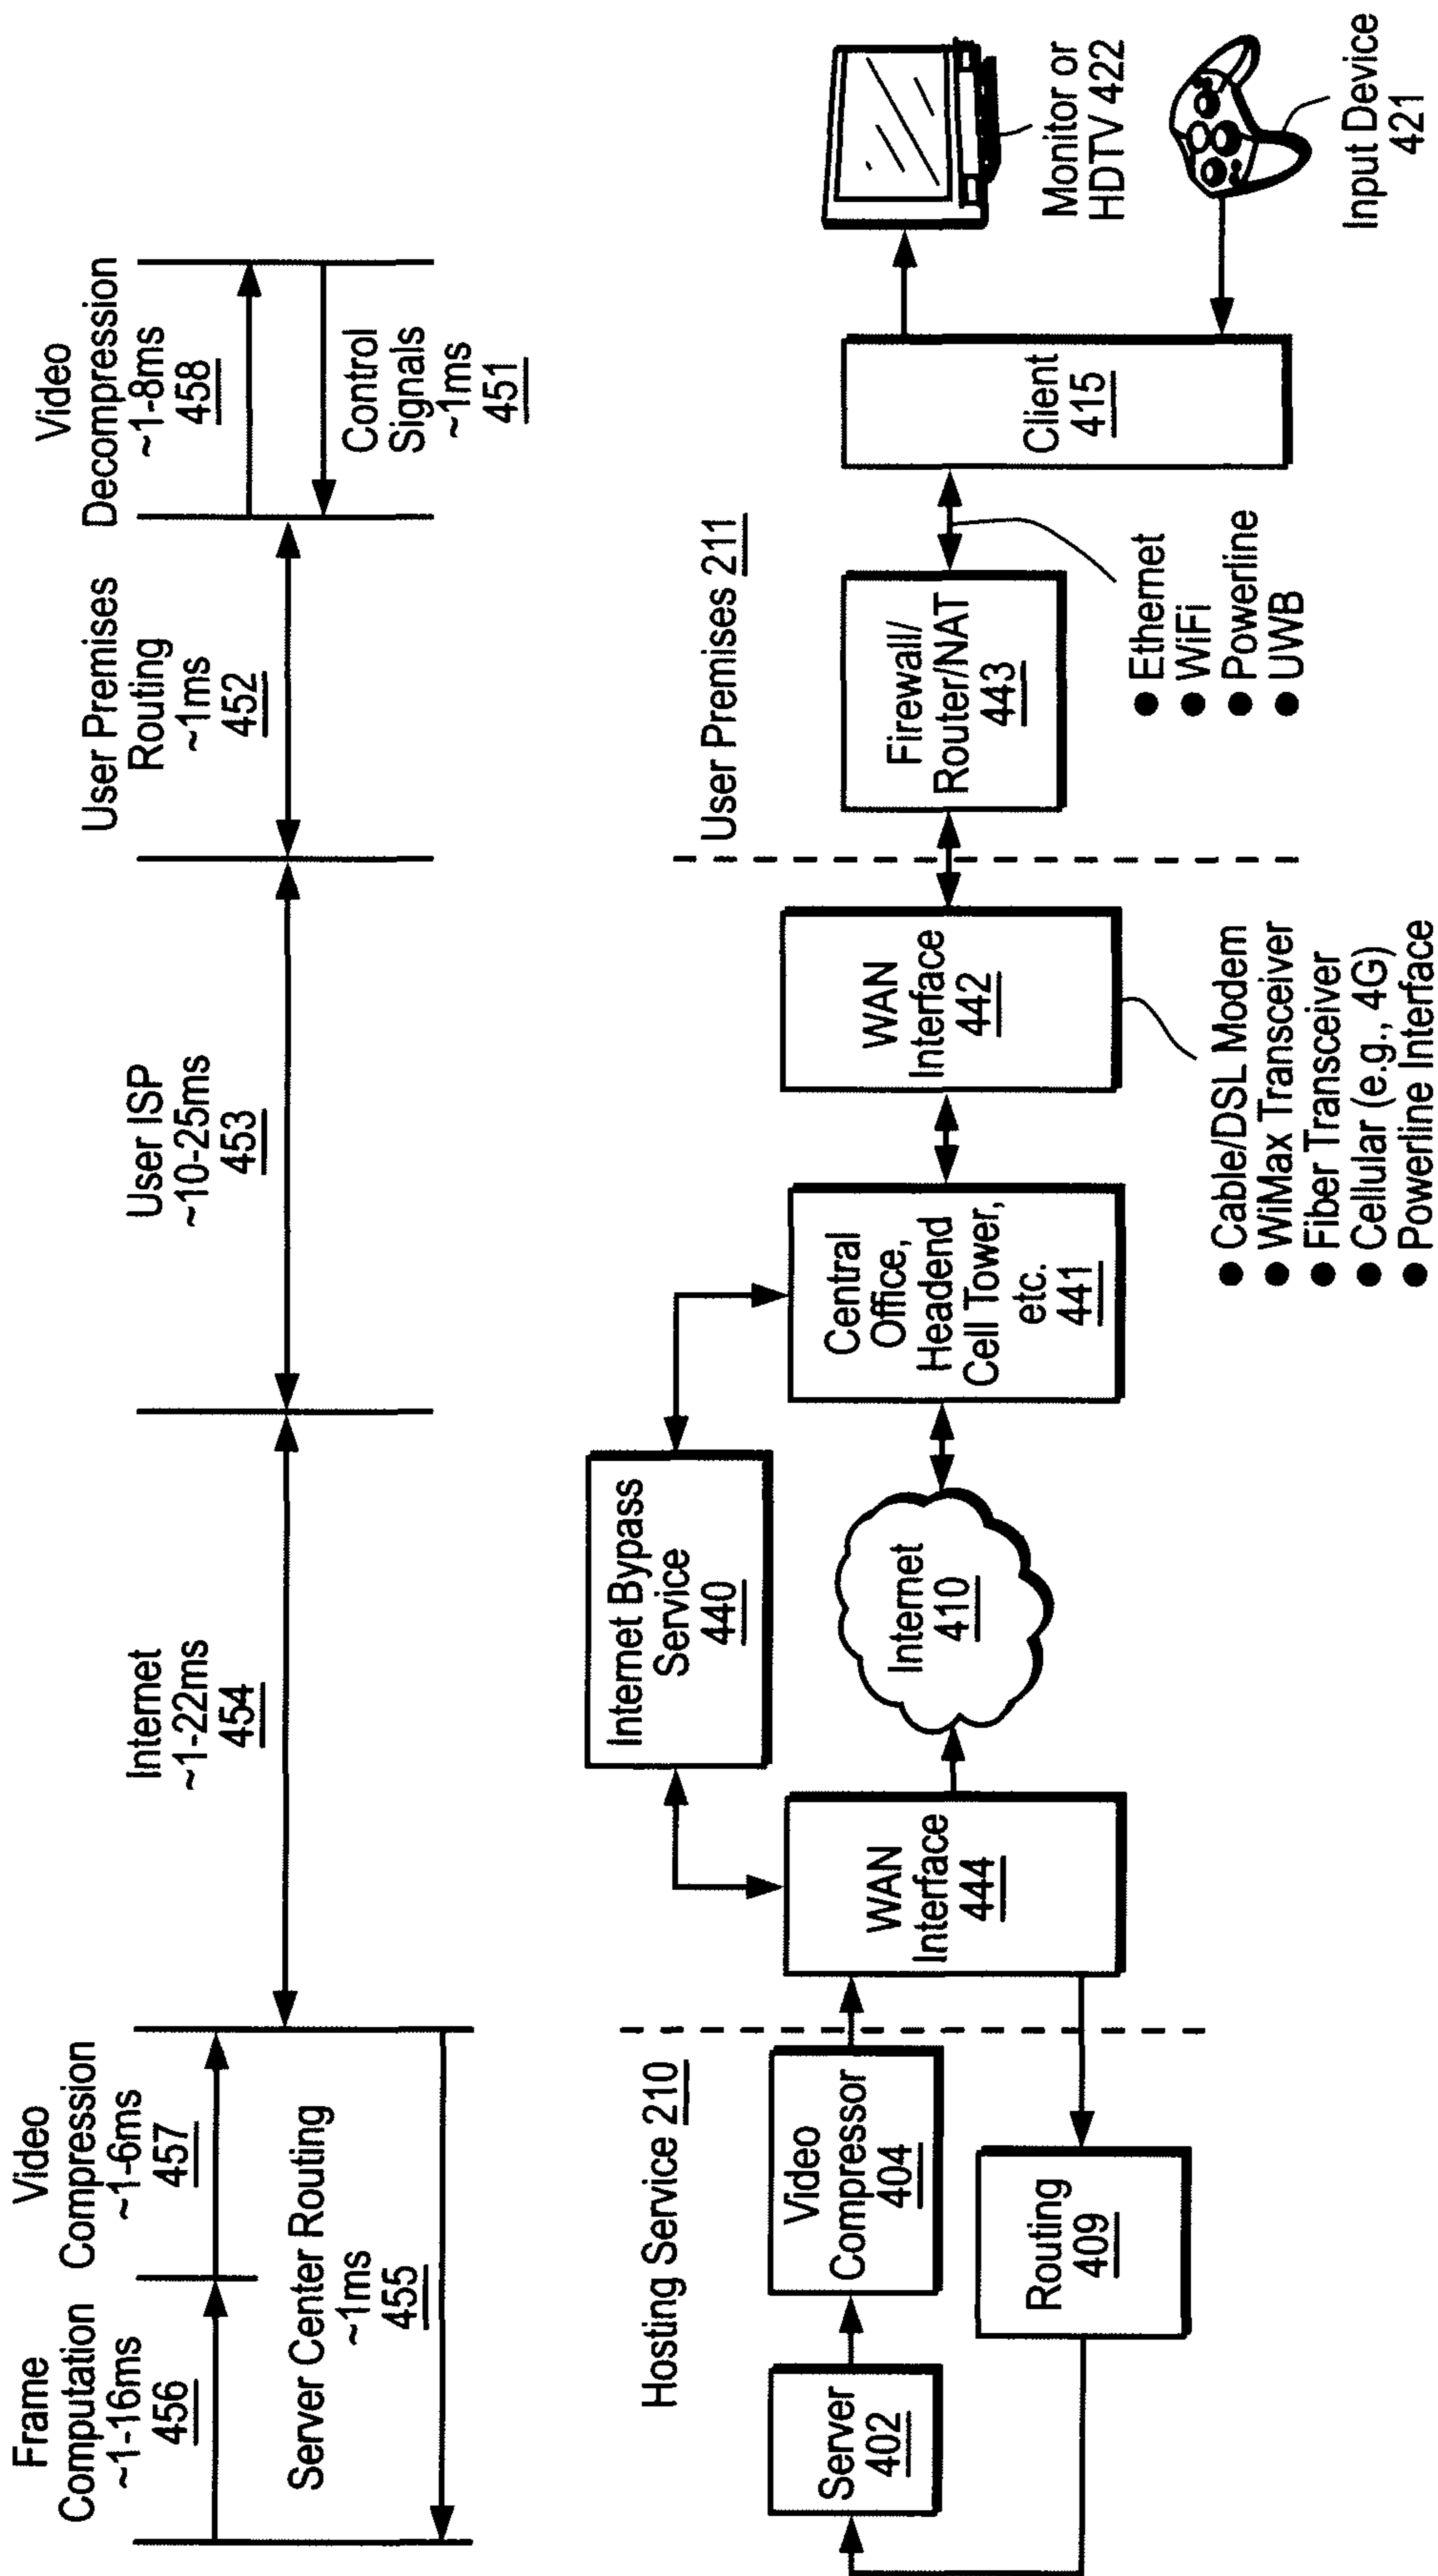 Frame
Computation
~1-16ms
456
Video
Compression
~1-6ms
457
Server Center Routing
~1ms
455
Internet
~1-22ms
454
User ISP
~10-25ms
453
User Premises
Routing
~1ms
452
Video
Decompression
~1-8ms
458
Control
Signals
~1ms
451
Hosting Service 210
Server
402
Video
Compressor
404
Routing
409
WAN
Interface
444
Internet Bypass
Service
440
Internet
410
Central
Office,
Headend
Cell Tower,
etc.
441
WAN
Interface
442
● Cable/DSL Modem
● WiMax Transceiver
● Fiber Transceiver
● Cellular (e.g., 4G)
● Powerline Interface
User Premises 211
Firewall/
Router/NAT
443
● Ethernet
● WiFi
● Powerline
● UWB
Client
415
Monitor or
HDTV 422
Input Device
421